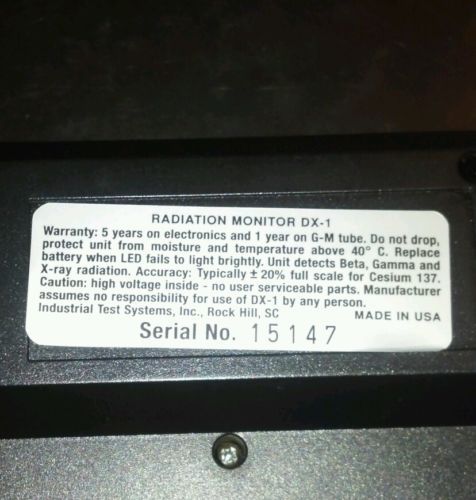 RADIATION MONITOR DX-1
Warranty: 5 years on electronics and 1 year on G-M tube. Do not drop,
protect unit from moisture and temperature above 40° C. Replace
battery when LED fails to light brightly. Unit detects Beta, Gamma and
X-ray radiation. Accuracy: Typically ± 20% full scale for Cesium 137.
Caution: high voltage inside - no user serviceable parts. Manufacturer
assumes no responsibility for use of DX-1 by any person.
Industrial Test Systems, Inc., Rock Hill, SC MADE IN USA
Serial No. 15147